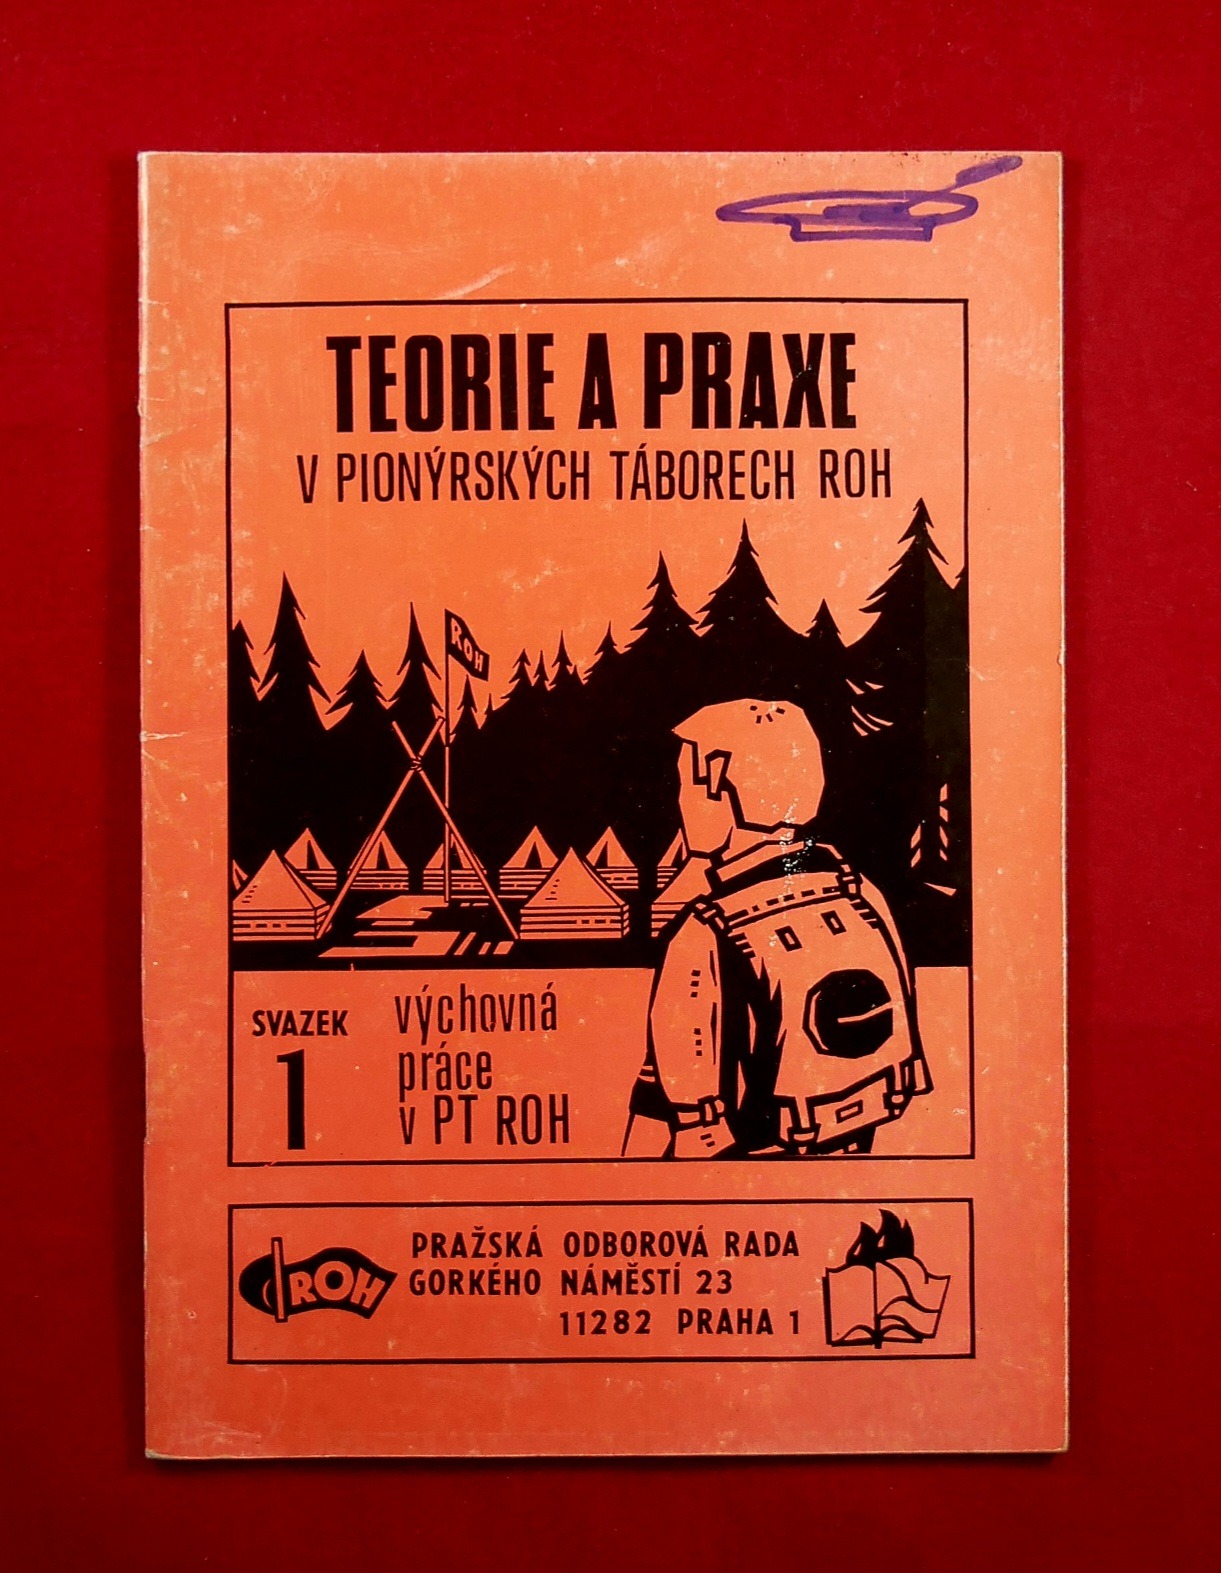 TEORIE A PRAXE
V PIONÝRSKÝCH TÁBORECH ROH
ROH
SVAZEK
1
výchovná
práce
v PT ROH
ROH
PRAŽSKÁ ODBOROVÁ RADA
GORKÉHO NÁMĚSTÍ 23
11282 PRAHA 1